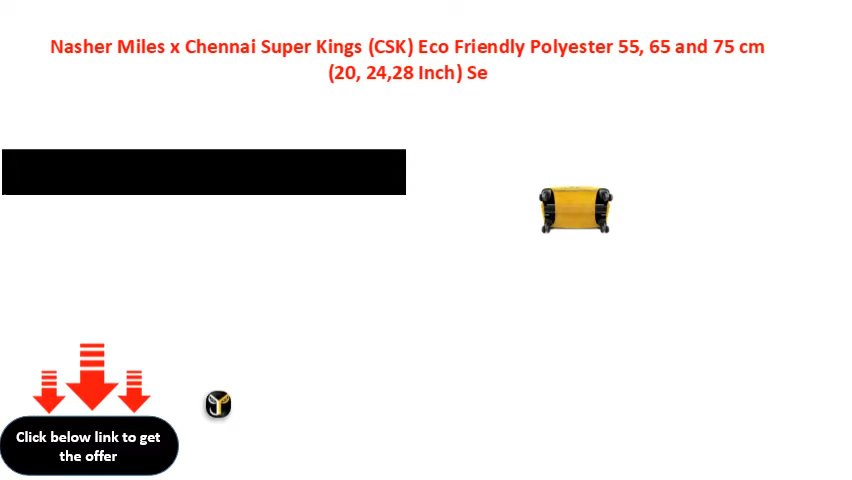 Nasher Miles x Chennai Super Kings (CSK) Eco Friendly Polyester 55, 65 and 75 cm
(20, 24,28 Inch) Se
Click below link to get
the offer